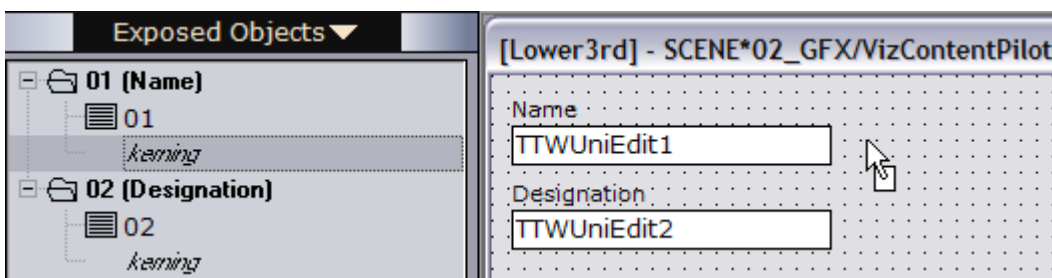 Exposed Objects
01 (Name)
01
kerning
02 (Designation)
02
kerning
[Lower3rd] - SCENE*02_GFX/VizContentPilot
Name
TTWUniEdit1
Designation
TTWUniEdit2